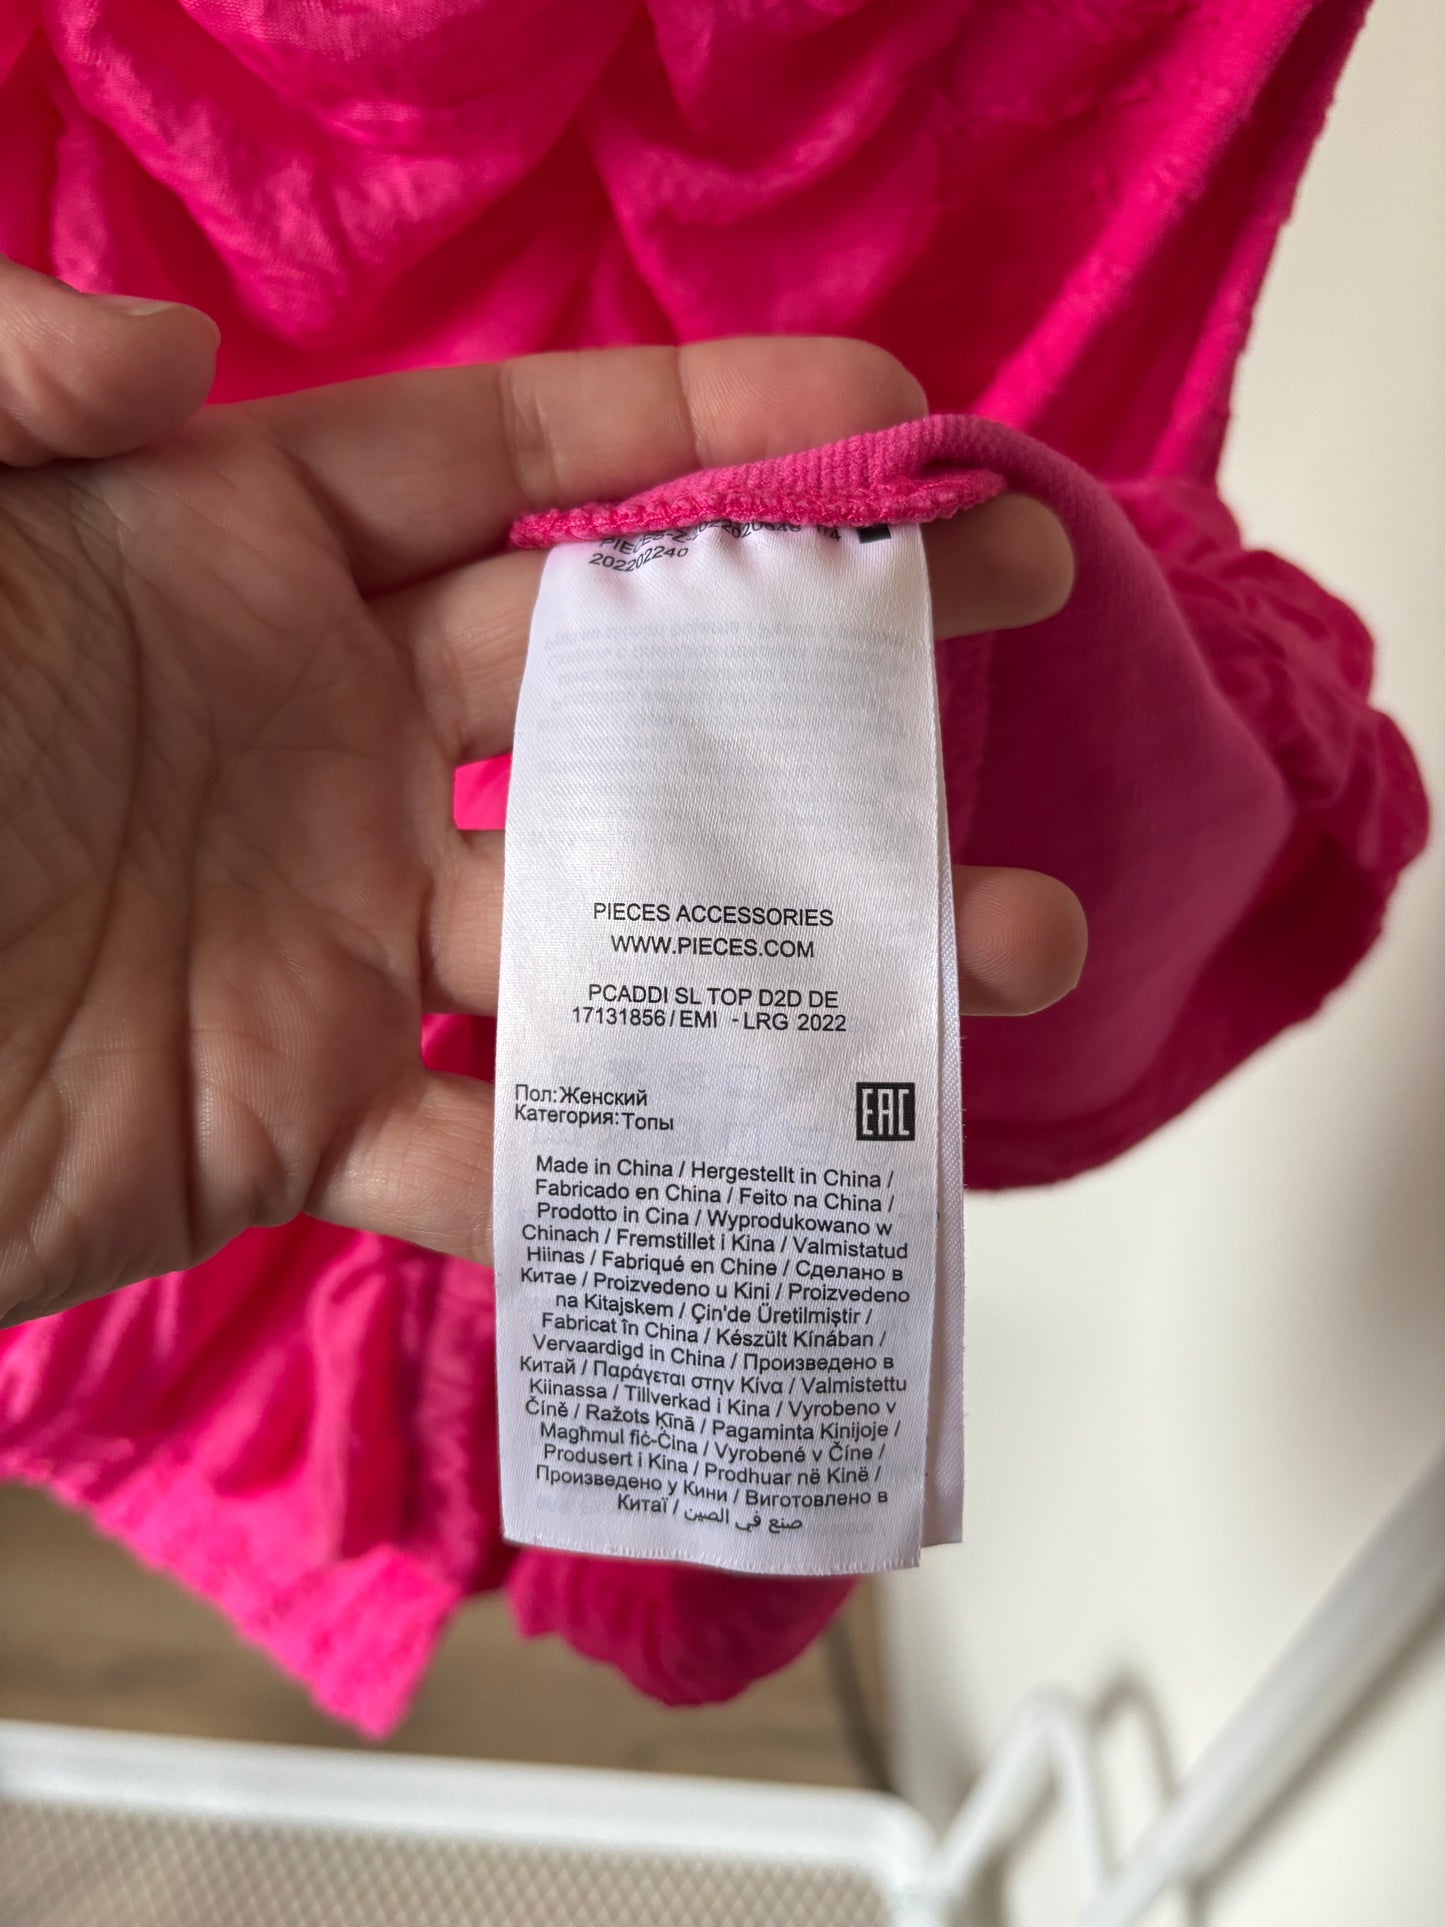 202202240
PIECES ACCESSORIES
WWW.PIECES.COM
PCADDI SL TOP D2D DE
17131856/EMI -LRG 2022
Пол:Женский
Категория:Топы
EAC
Made in China / Hergestellt in China /
Fabricado en China / Feito na China /
Prodotto in Cina / Wyprodukowano w
Chinach / Fremstillet i Kina / Valmistatud
Hiinas / Fabriqué en Chine / Сделано в
Китае / Proizvedeno u Kini / Proizvedeno
na Kitajskem / Çin'de Üretilmiştir /
Fabricat în China / Készült Kínában /
Vervaardigd in China / Произведено в
Китай / Παράγεται στην Κίνα / Valmistettu
Kiinassa / Tillverkad i Kina / Vyrobeno v
Číně / Ražots Ķīnā / Pagaminta Kinijoje /
Magħmul fiċ-Ċina / Vyrobené v Číne /
Produsert i Kina / Prodhuar në Kinë /
Произведено у Кини / Виготовлено в
Китаї / صنع في الصين